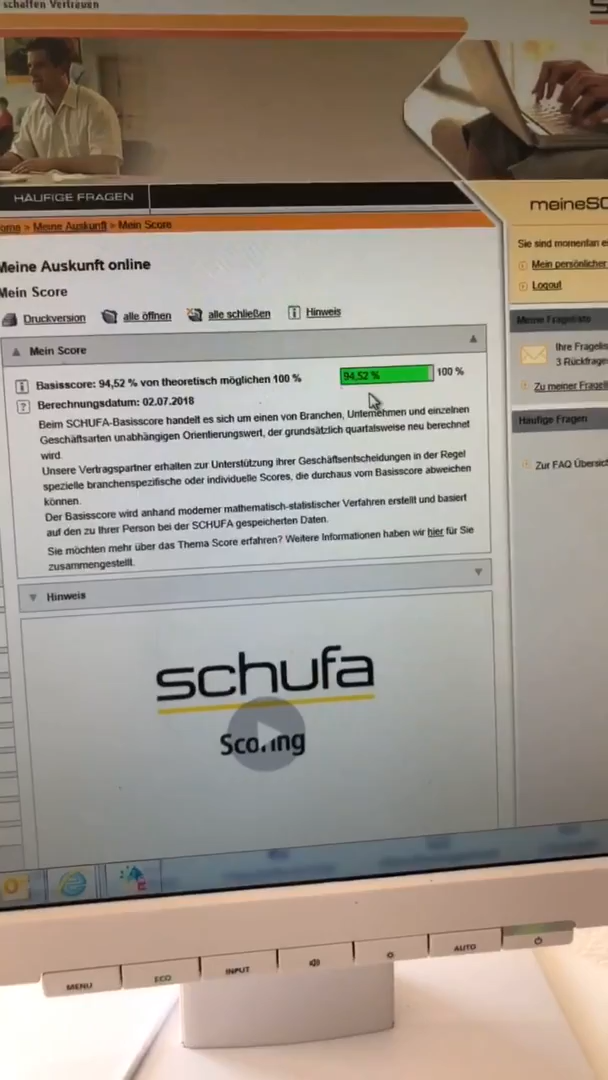 schaffen Vertrauen
HÄUFIGE FRAGEN
meineSC
Home > Meine Auskunft > Mein Score
Sie sind momentan e
Mein persönlicher
Logout
Meine Auskunft online
Mein Score
Druckversion alle öffnen alle schließen Hinweis
Meine Frageliste
Mein Score
Ihre Frageli
3 Rückfrage
Zu meiner Frageli
Basisscore: 94,52 % von theoretisch möglichen 100 % 94,52 % 100 %
Berechnungsdatum: 02.07.2018
Häufige Fragen
Zur FAQ Übersich
Beim SCHUFA-Basisscore handelt es sich um einen von Branchen, Unternehmen und einzelnen
Geschäftsarten unabhängigen Orientierungswert, der grundsätzlich quartalsweise neu berechnet
wird.
Unsere Vertragspartner erhalten zur Unterstützung ihrer Geschäftsentscheidungen in der Regel
spezielle branchenspezifische oder individuelle Scores, die durchaus vom Basisscore abweichen
können.
Der Basisscore wird anhand moderner mathematisch-statistischer Verfahren erstellt und basiert
auf den zu Ihrer Person bei der SCHUFA gespeicherten Daten.
Sie möchten mehr über das Thema Score erfahren? Weitere Informationen haben wir hier für Sie
zusammengestellt.
Hinweis
schufa
Scoring
MENU ECO INPUT AUTO